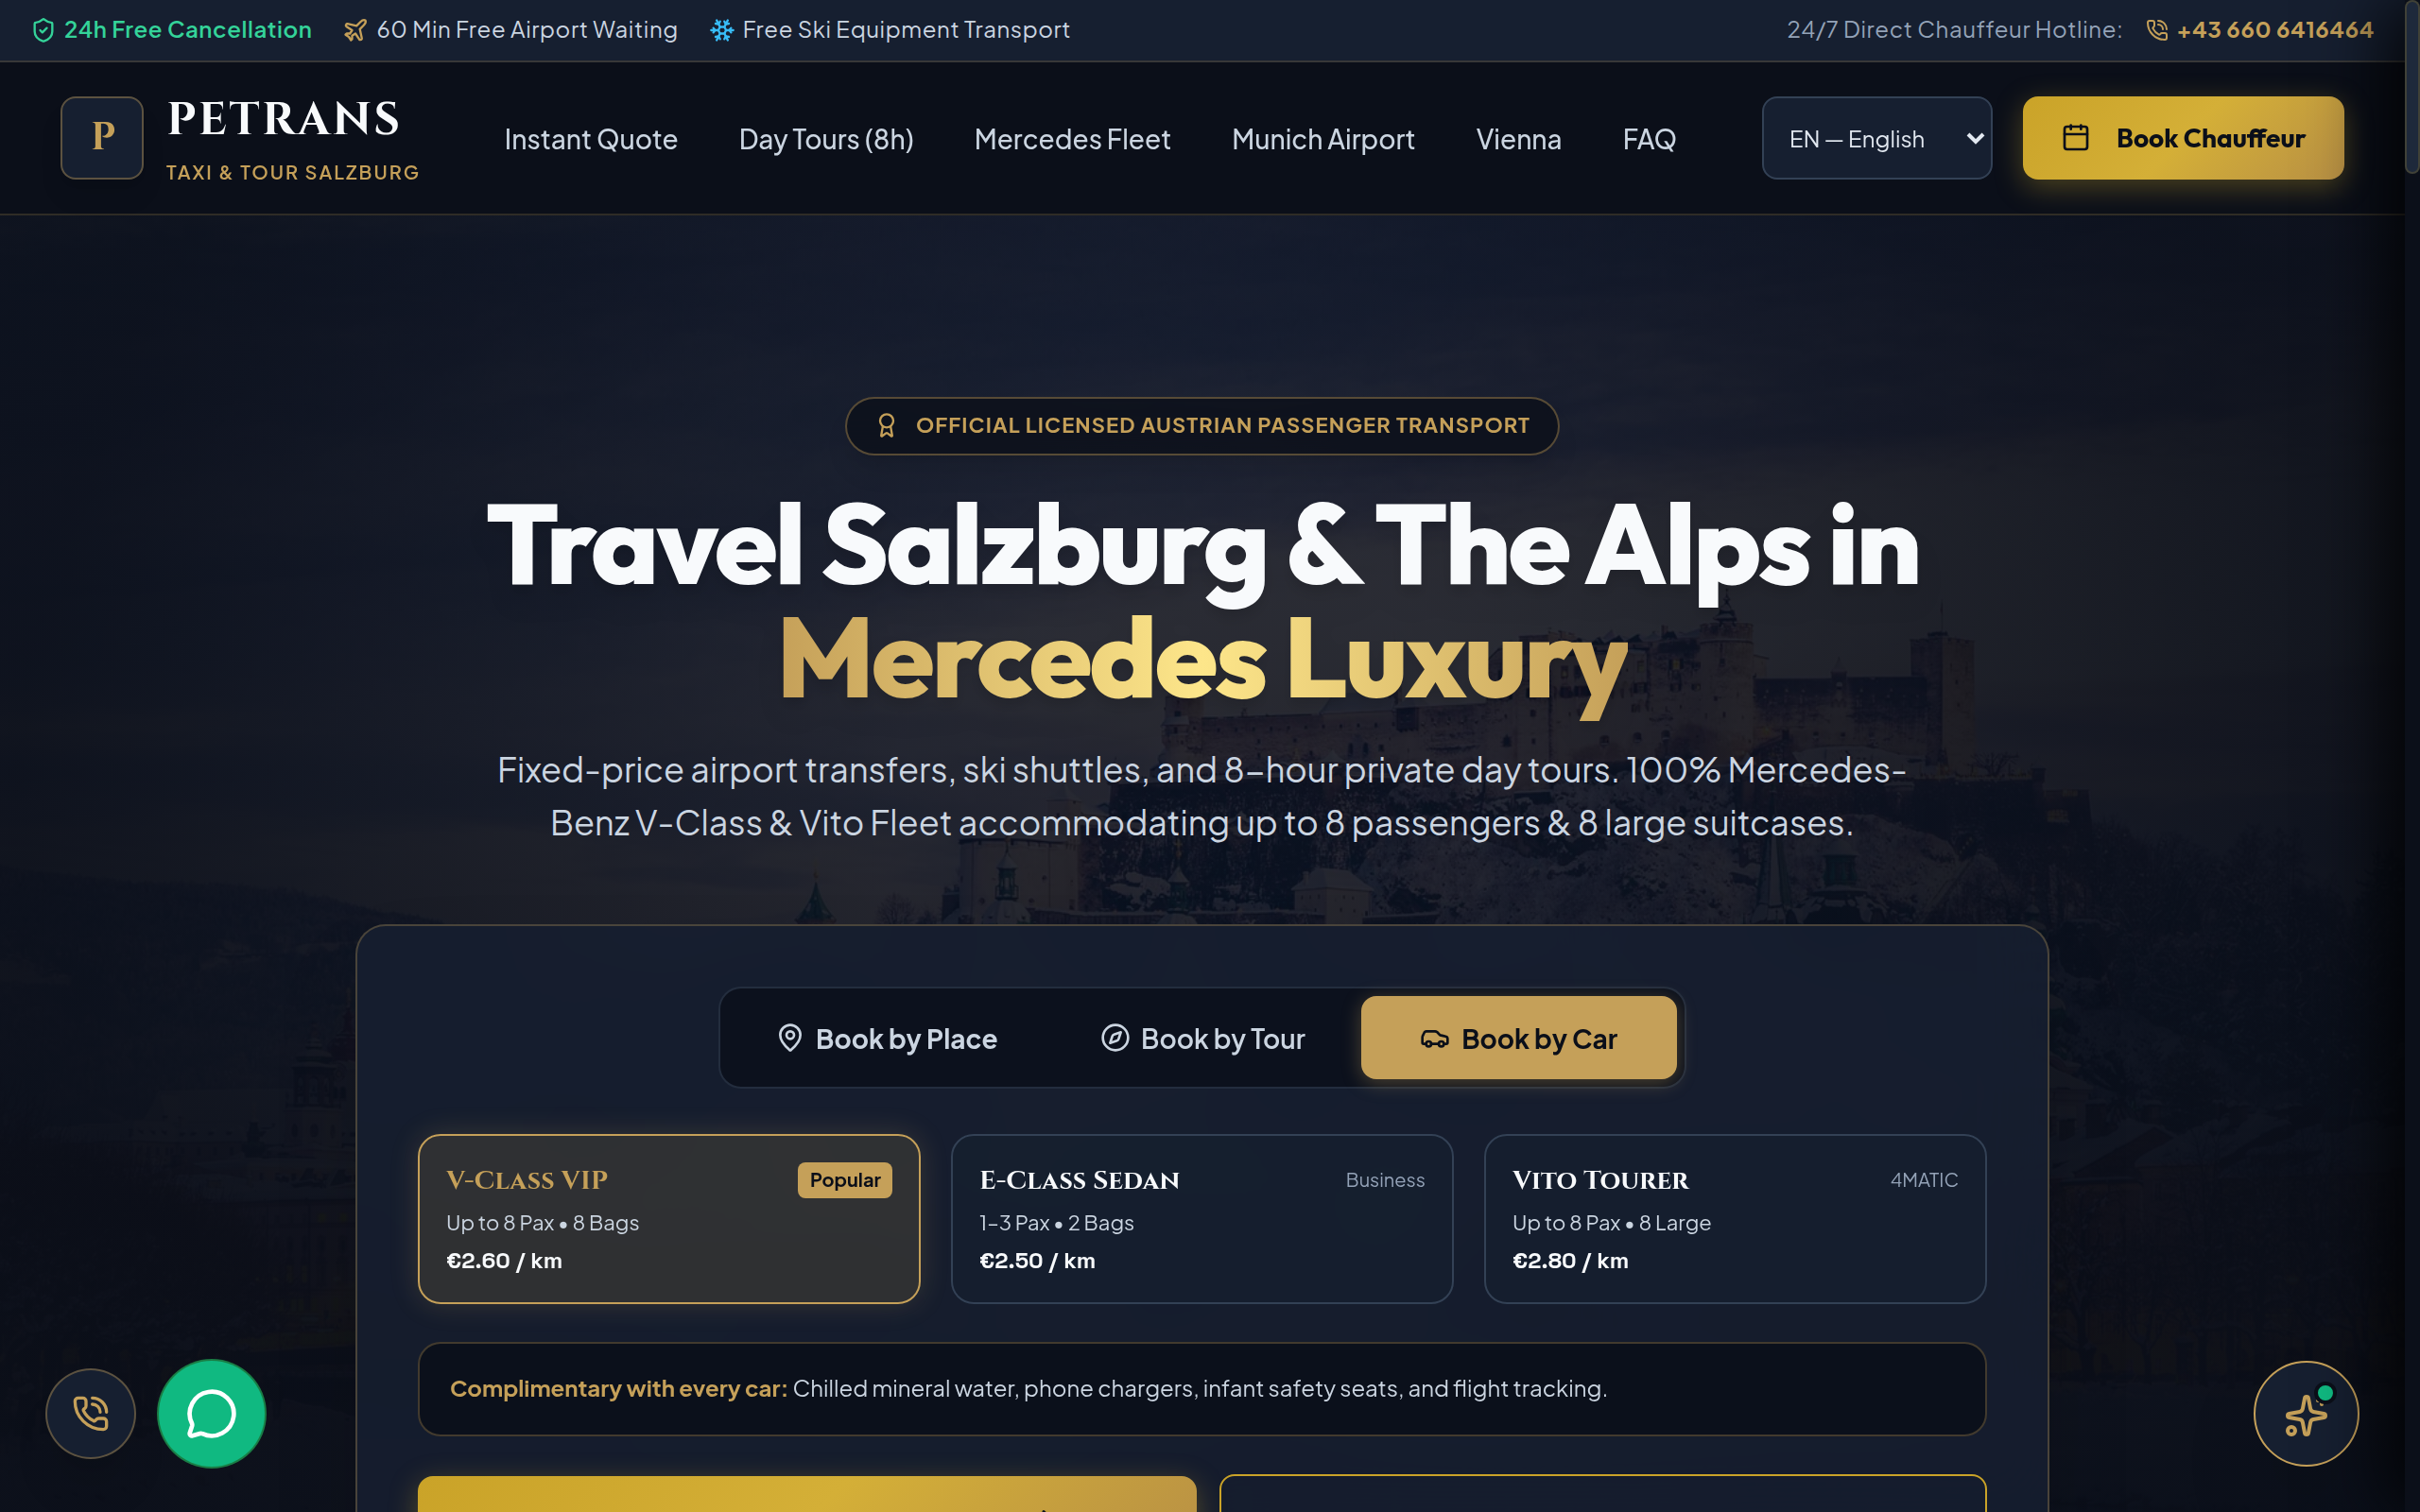 24h Free Cancellation
60 Min Free Airport Waiting
Free Ski Equipment Transport
24/7 Direct Chauffeur Hotline:
+43 660 6416464
P
PETRANS
TAXI & TOUR SALZBURG
Instant Quote
Day Tours (8h)
Mercedes Fleet
Munich Airport
Vienna
FAQ
EN — English
Book Chauffeur
OFFICIAL LICENSED AUSTRIAN PASSENGER TRANSPORT
Travel Salzburg & The Alps in
Mercedes Luxury
Fixed-price airport transfers, ski shuttles, and 8-hour private day tours. 100% Mercedes-
Benz V-Class & Vito Fleet accommodating up to 8 passengers & 8 large suitcases.
Book by Place
Book by Tour
Book by Car
V-Class VIP
Popular
Up to 8 Pax • 8 Bags
€2.60 / km
E-Class Sedan
Business
1-3 Pax • 2 Bags
€2.50 / km
Vito Tourer
4MATIC
Up to 8 Pax • 8 Large
€2.80 / km
Complimentary with every car: Chilled mineral water, phone chargers, infant safety seats, and flight tracking.